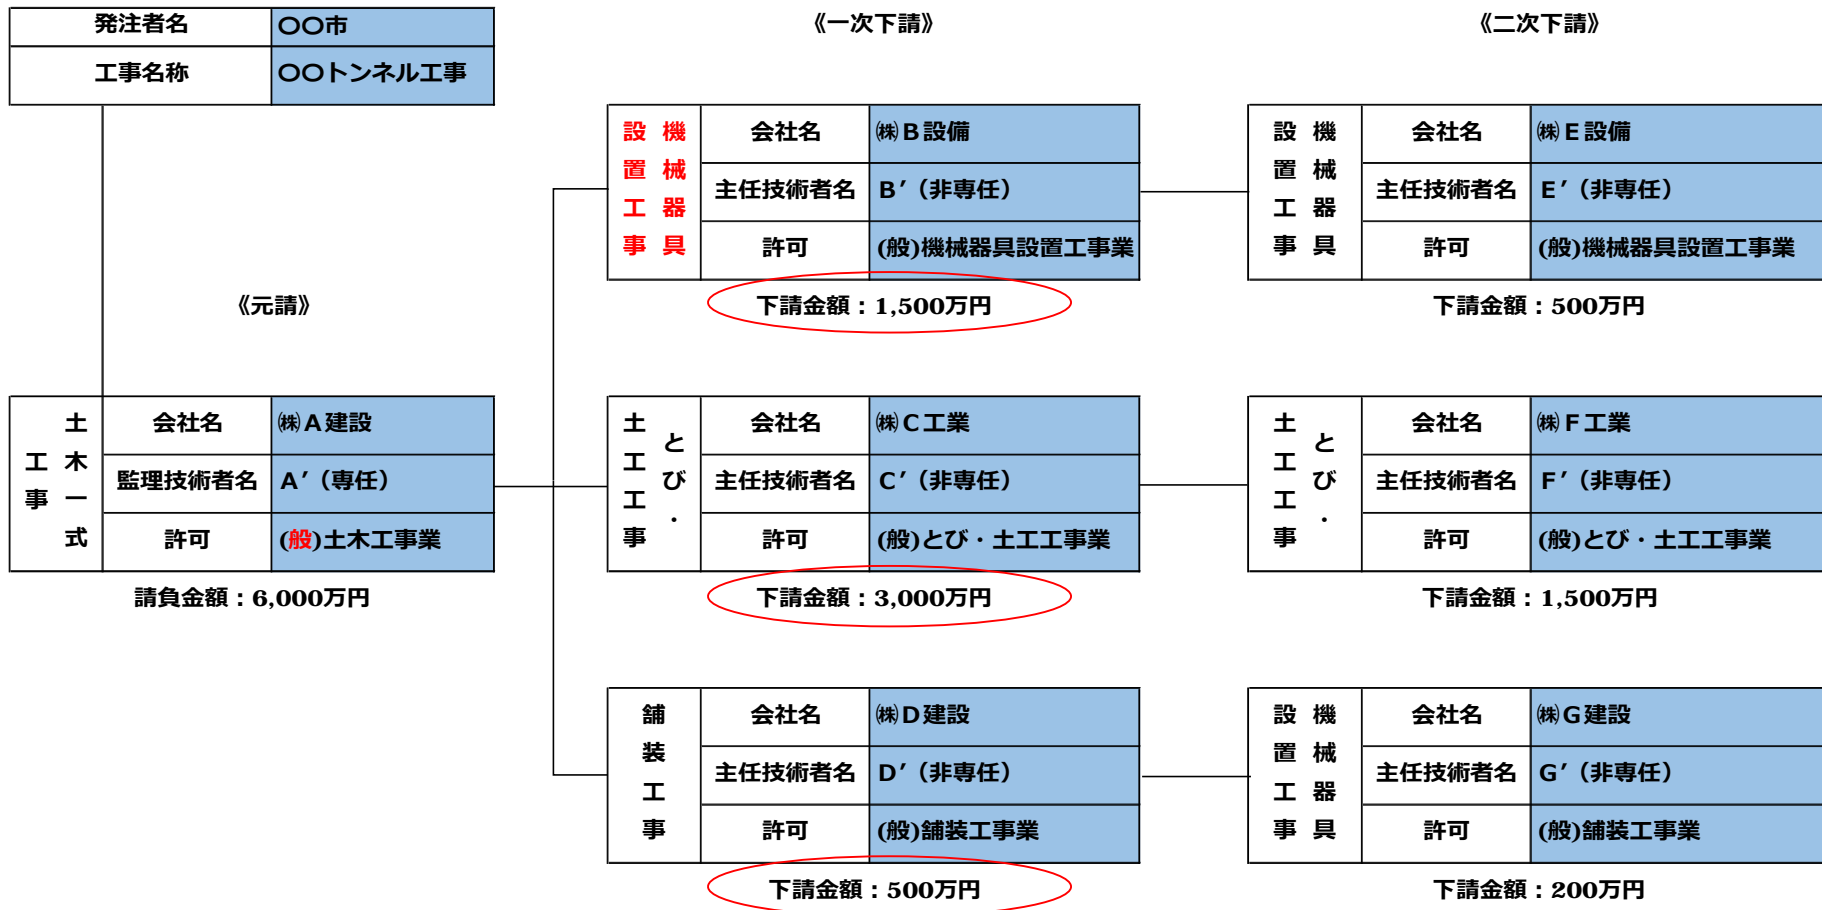 発注者名 〇〇市
工事名称 〇〇トンネル工事
《一次下請》
《二次下請》
機械器具設置工事
会社名 ㈱B設備
主任技術者名 B′（非専任）
許可 (般)機械器具設置工事業
下請金額：1,500万円
機械器具設置工事
会社名 ㈱E設備
主任技術者名 E′（非専任）
許可 (般)機械器具設置工事業
下請金額：500万円
《元請》
土木一式工事
会社名 ㈱A建設
監理技術者名 A′（専任）
許可 (般)土木工事業
請負金額：6,000万円
とび・土工工事
会社名 ㈱C工業
主任技術者名 C′（非専任）
許可 (般)とび・土工工事業
下請金額：3,000万円
とび・土工工事
会社名 ㈱F工業
主任技術者名 F′（非専任）
許可 (般)とび・土工工事業
下請金額：1,500万円
舗装工事
会社名 ㈱D建設
主任技術者名 D′（非専任）
許可 (般)舗装工事業
下請金額：500万円
機械器具設置工事
会社名 ㈱G建設
主任技術者名 G′（非専任）
許可 (般)舗装工事業
下請金額：200万円